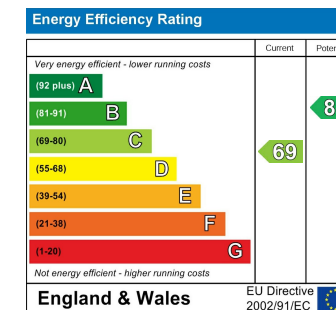 Energy Efficiency Rating
Current
Very energy efficient - lower running costs
(92 plus) A
(81-91) B
8
(69-80) C
69
(55-68) D
(39-54) E
(21-38) F
(1-20) G
Not energy efficient - higher running costs
England & Wales
EU Directive
2002/91/EC